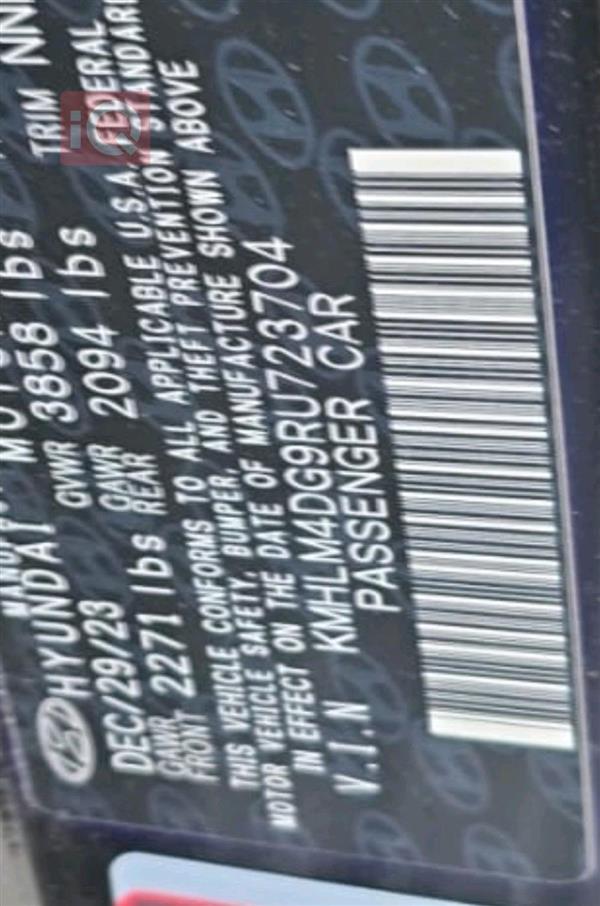 HYUNDAI
DEC/29/23 GVWR 3858 lbs TRIM
GAWR FRONT 2271 lbs GAWR REAR 2094 lbs
THIS VEHICLE CONFORMS TO ALL APPLICABLE U.S.A. FEDERAL
MOTOR VEHICLE SAFETY, BUMPER, AND THEFT PREVENTION STANDARDS
IN EFFECT ON THE DATE OF MANUFACTURE SHOWN ABOVE
V.I.N KMHLM4DG9RU723704
PASSENGER CAR
iQ